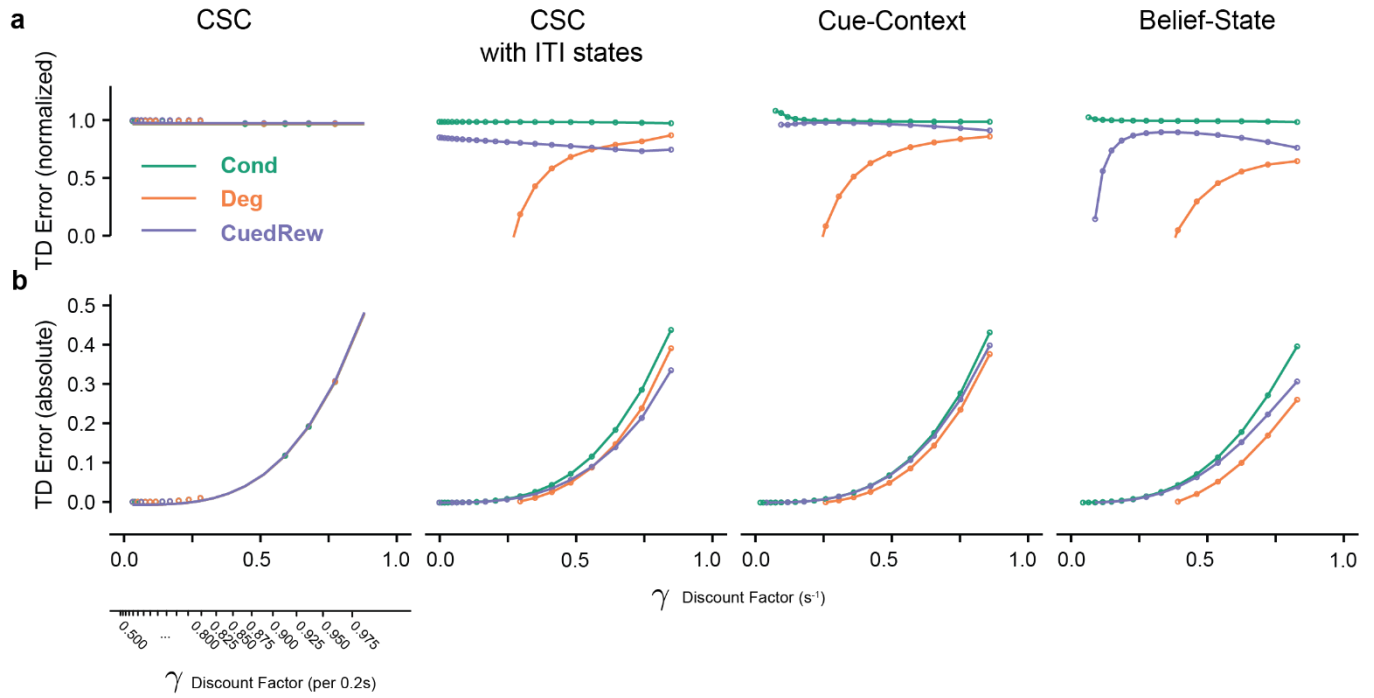 a
CSC
CSC
with ITI states
Cue-Context
Belief-State
TD Error (normalized)
1.0
0.5
0.0
Cond
Deg
CuedRew
b
TD Error (absolute)
0.5
0.4
0.3
0.2
0.1
0.0
0.0 0.5 1.0
0.0 0.5 1.0
0.0 0.5 1.0
0.0 0.5 1.0
γ Discount Factor (s⁻¹)
0.500 ... 0.800 0.825 0.850 0.875 0.900 0.925 0.950 0.975
γ Discount Factor (per 0.2s)